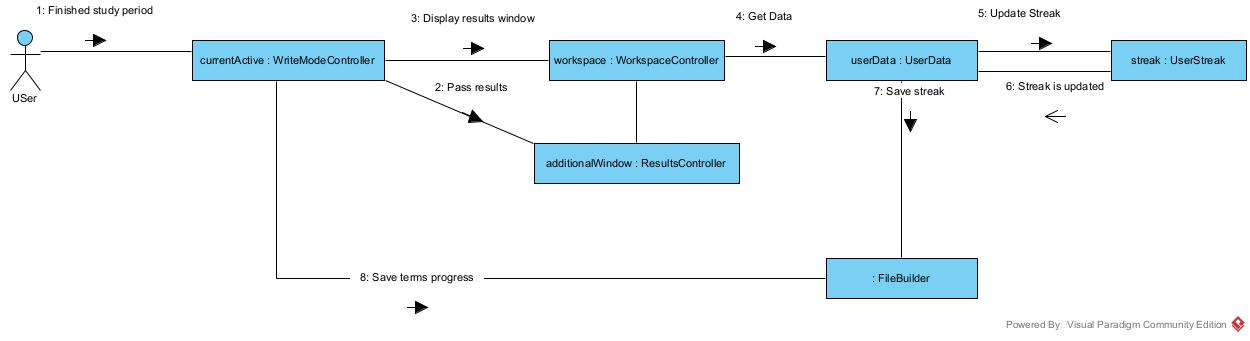 1: Finished study period
3: Display results window
4: Get Data
5: Update Streak
currentActive : WriteModeController
workspace : WorkspaceController
userData : UserData
streak : UserStreak
USer
2: Pass results
7: Save streak
6: Streak is updated
additionalWindow : ResultsController
8: Save terms progress
: FileBuilder
Powered By Visual Paradigm Community Edition